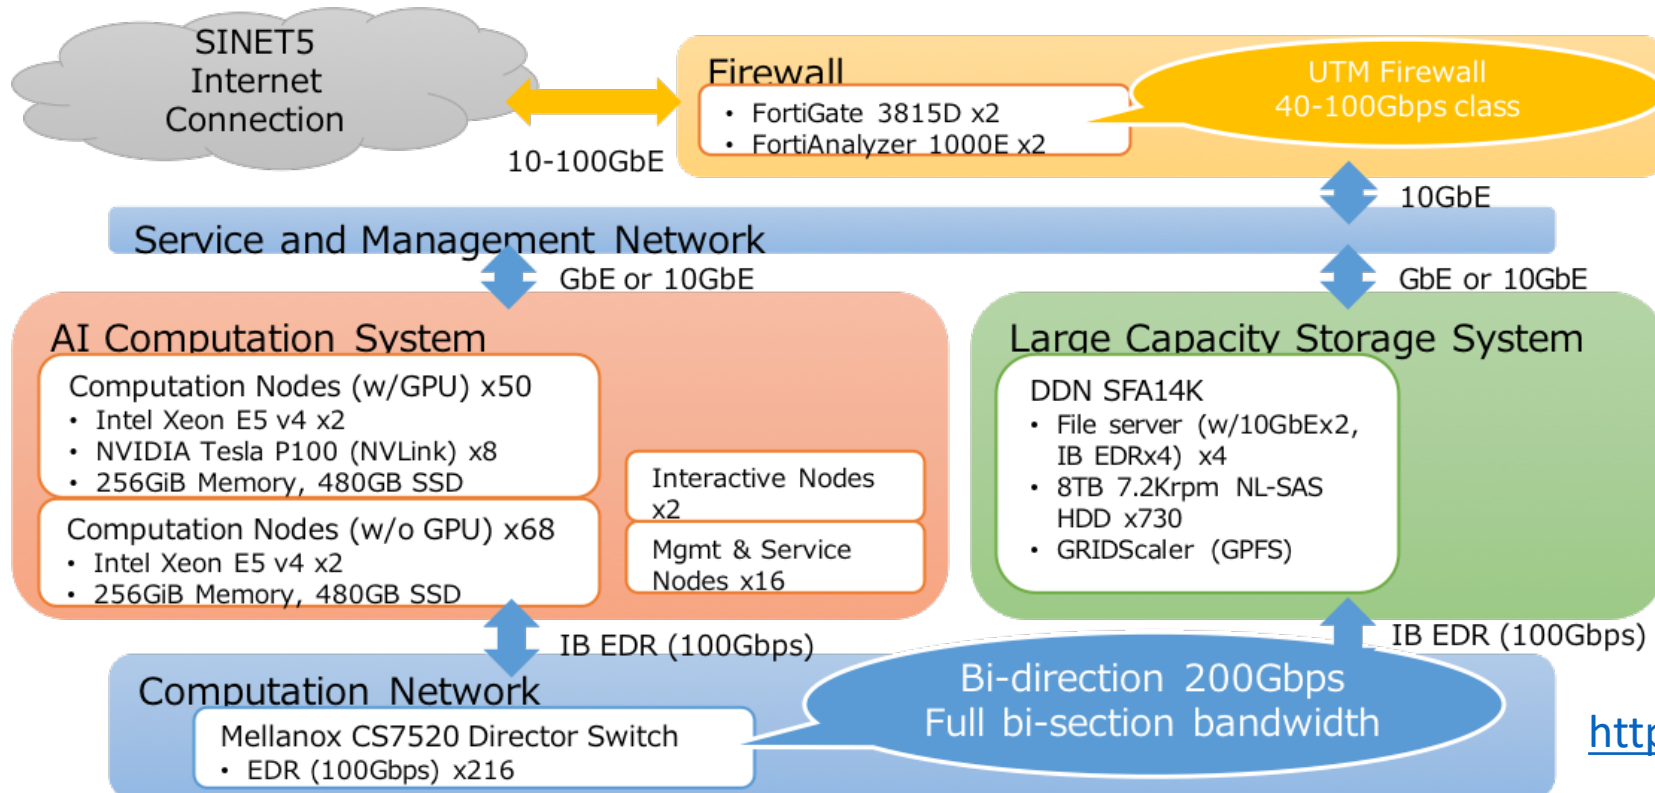 SINET5
Internet
Connection
10-100GbE
Firewall
• FortiGate 3815D x2
• FortiAnalyzer 1000E x2
UTM Firewall
40-100Gbps class
10GbE
Service and Management Network
GbE or 10GbE
GbE or 10GbE
AI Computation System
Computation Nodes (w/GPU) x50
• Intel Xeon E5 v4 x2
• NVIDIA Tesla P100 (NVLink) x8
• 256GiB Memory, 480GB SSD
Computation Nodes (w/o GPU) x68
• Intel Xeon E5 v4 x2
• 256GiB Memory, 480GB SSD
Interactive Nodes
x2
Mgmt & Service
Nodes x16
Large Capacity Storage System
DDN SFA14K
• File server (w/10GbEx2,
IB EDRx4) x4
• 8TB 7.2Krpm NL-SAS
HDD x730
• GRIDScaler (GPFS)
IB EDR (100Gbps)
IB EDR (100Gbps)
Computation Network
Mellanox CS7520 Director Switch
• EDR (100Gbps) x216
Bi-direction 200Gbps
Full bi-section bandwidth
http